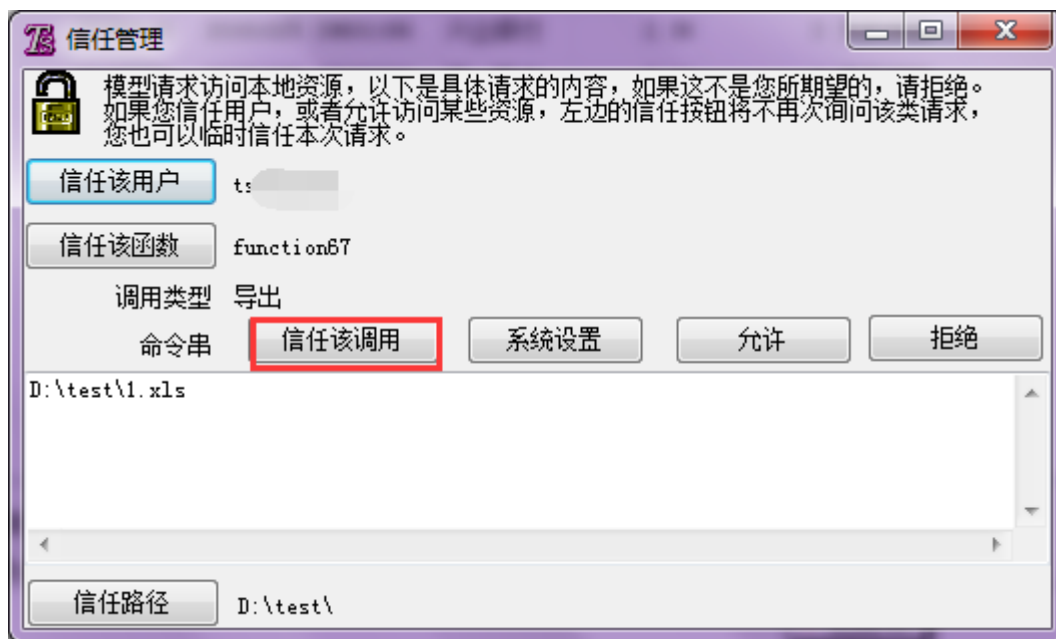 信任管理
模型请求访问本地资源，以下是具体请求的内容，如果这不是您所期望的，请拒绝。
如果您信任用户，或者允许访问某些资源，左边的信任按钮将不再次询问该类请求，
您也可以临时信任本次请求。
信任该用户
信任该函数 function67
调用类型 导出
命令串 信任该调用 系统设置 允许 拒绝
D:\test\1.xls
信任路径 D:\test\